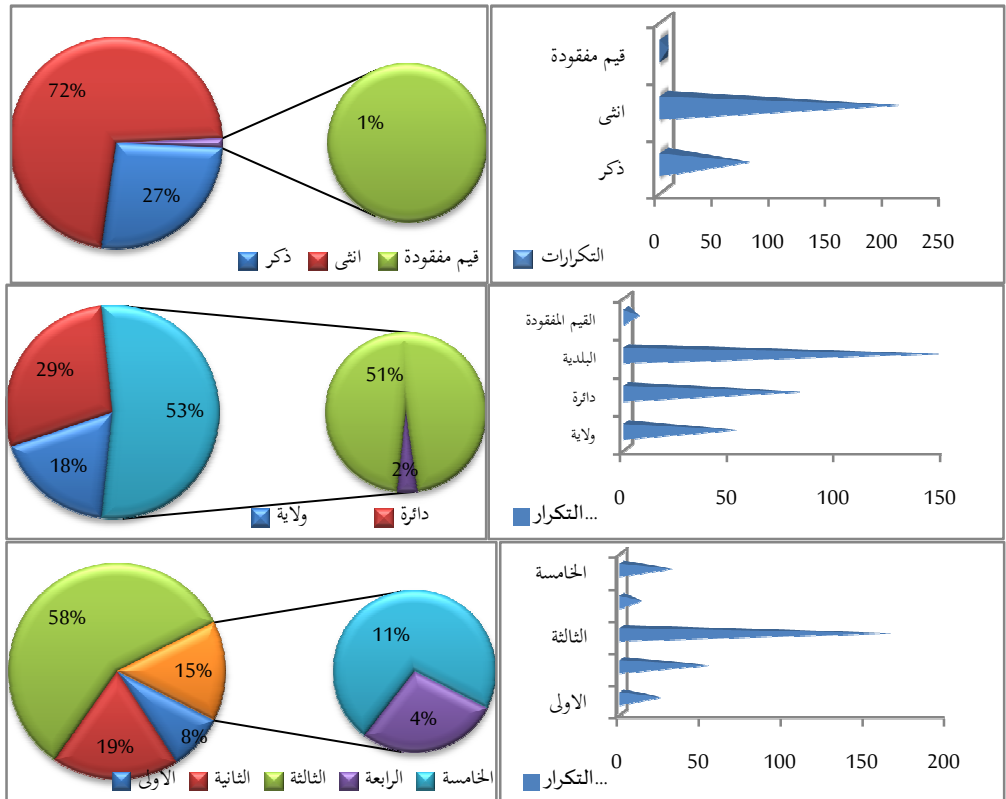 72%
1%
27%
ذكر
انثى
قيم مفقودة
قيم مفقودة
انثى
ذكر
0 50 100 150 200 250
التكرارات
29%
53%
18%
51%
2%
ولاية
دائرة
القيم المفقودة
البلدية
دائرة
ولاية
0 50 100 150
التكرار...
58%
15%
8%
19%
11%
4%
الاولى
الثانية
الثالثة
الرابعة
الخامسة
الخامسة
الثالثة
الاولى
0 50 100 150 200
التكرار...